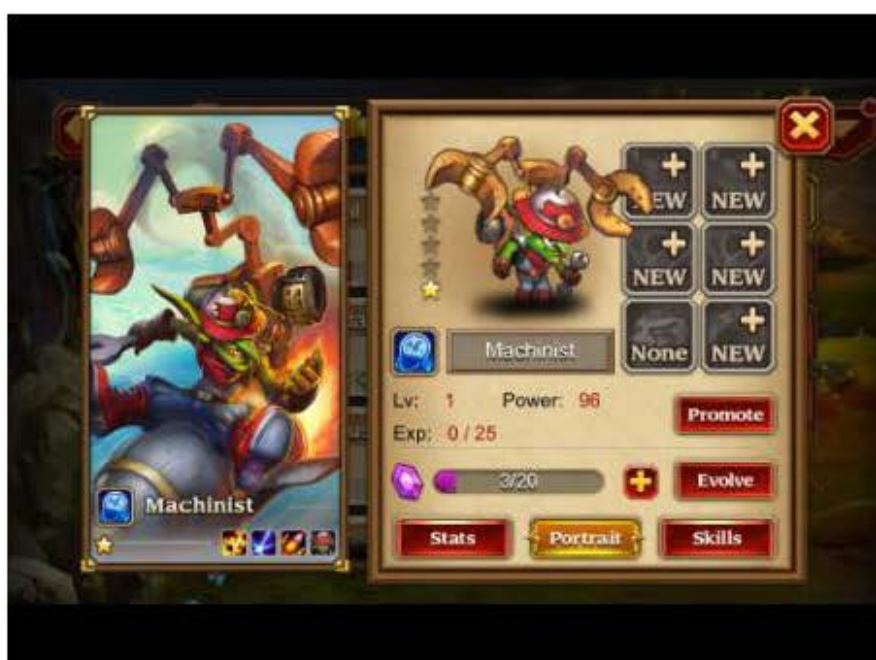 Machinist
NEW NEW
NEW NEW
None NEW
Machinist
Lv: 1 Power: 96
Promote
Exp: 0 / 25
3/20
Evolve
Stats Portrait Skills